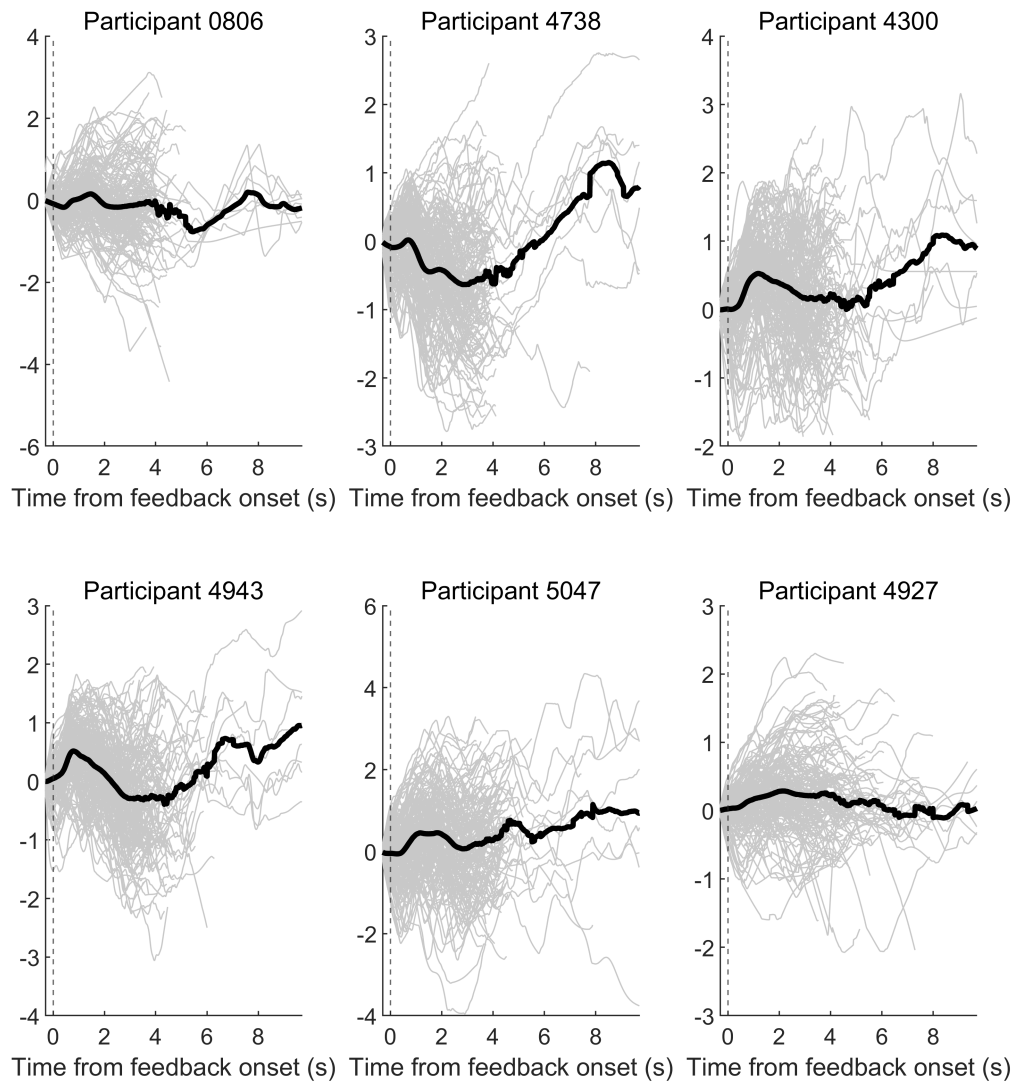 Participant 0806 Participant 4738 Participant 4300
4 3 4
2 2 3
0 1 2
-2 0 1
-4 -1 0
-6 -2 -1
-3 -2
0 2 4 6 8 0 2 4 6 8 0 2 4 6 8
Time from feedback onset (s) Time from feedback onset (s) Time from feedback onset (s)
Participant 4943 Participant 5047 Participant 4927
3 6 3
2 4 2
1 2 1
0 0 0
-1 -2 -1
-2 -4 -2
-3 -3
-4
0 2 4 6 8 0 2 4 6 8 0 2 4 6 8
Time from feedback onset (s) Time from feedback onset (s) Time from feedback onset (s)